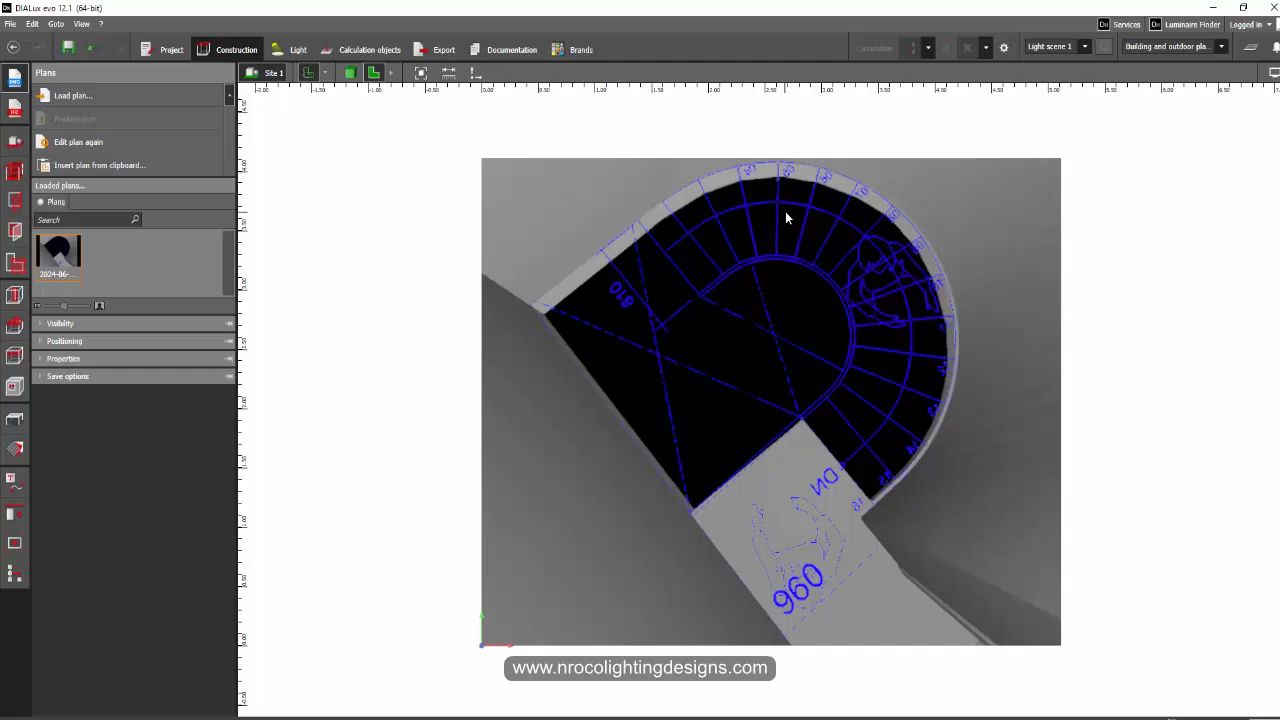 DIALux evo 12.1 (64-bit)
File Edit Goto View ?
Services Luminaire Finder Logged in
Project Construction Light Calculation objects Export Documentation Brands Calculation Light scene 1 Building and outdoor pla...
Plans
Site 1
Load plan...
Edit plan again
Insert plan from clipboard...
Loaded plans...
Plans
Search
2024-06-...
Visibility
Positioning
Properties
Save options
610
ON
960
www.nrocolightingdesigns.com